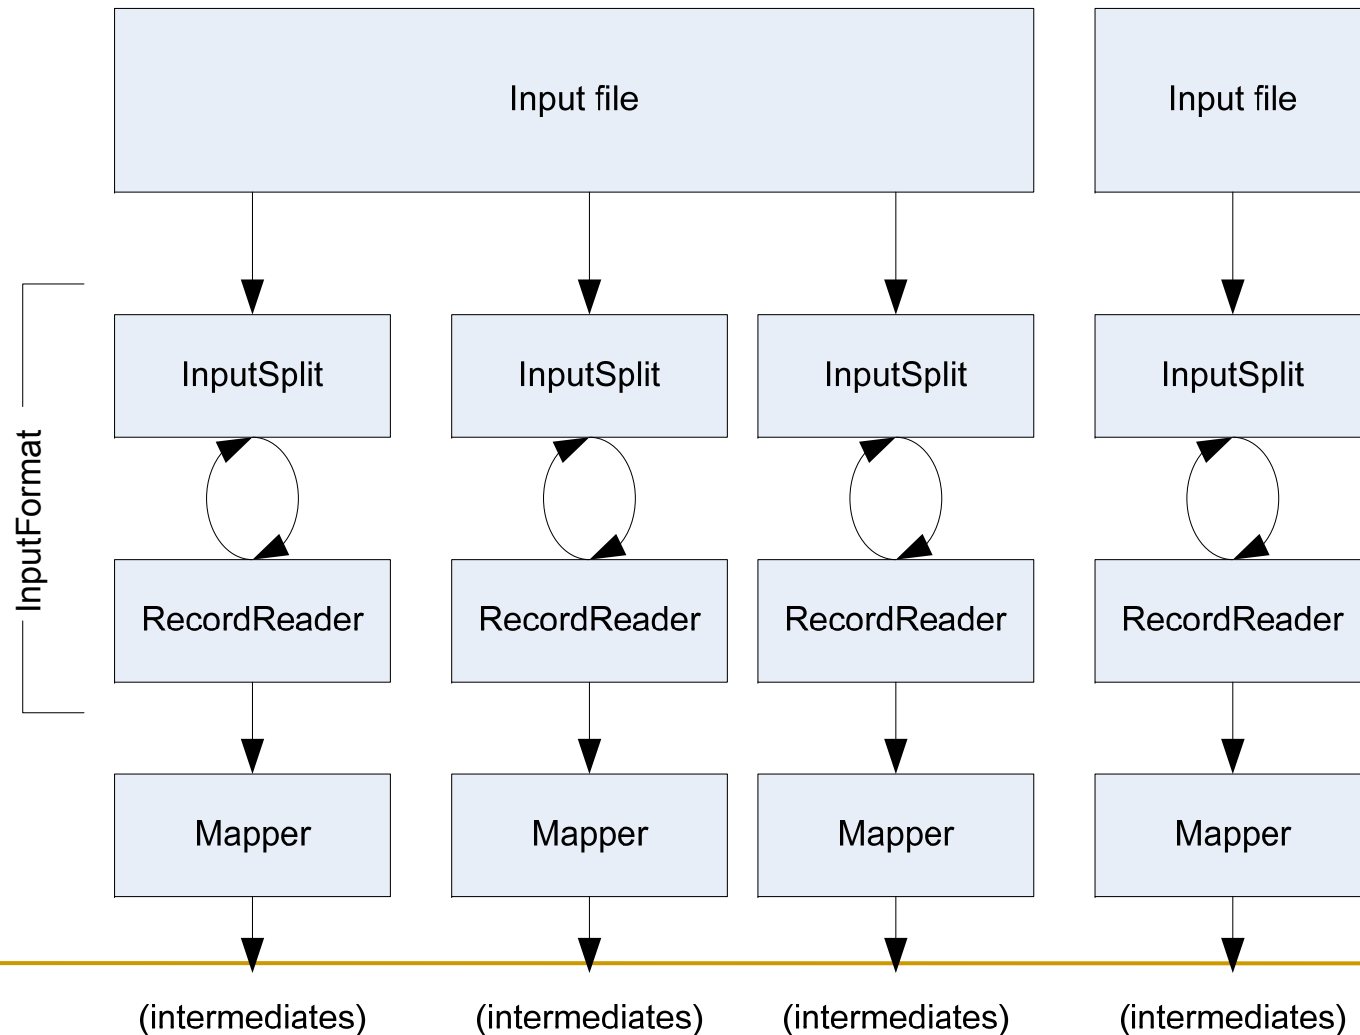 Input file
Input file
InputSplit
InputSplit
InputSplit
InputSplit
InputFormat
RecordReader
RecordReader
RecordReader
RecordReader
Mapper
Mapper
Mapper
Mapper
(intermediates)
(intermediates)
(intermediates)
(intermediates)